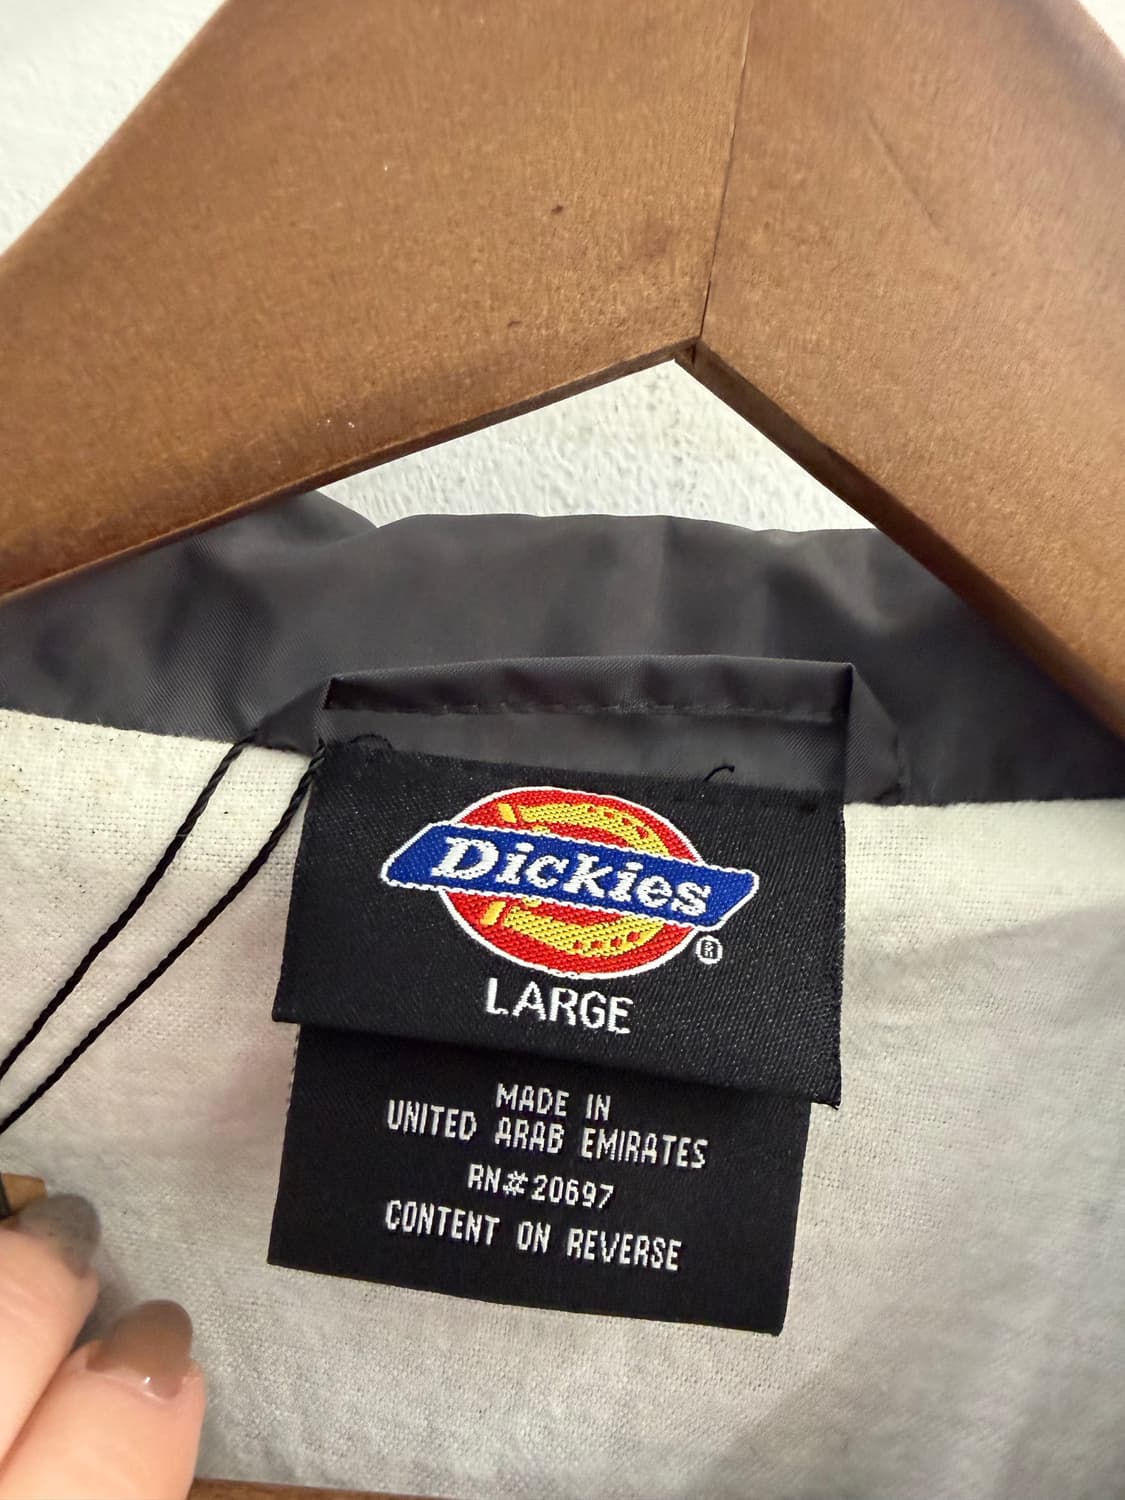 Dickies
®
LARGE
MADE IN
UNITED ARAB EMIRATES
RN#20697
CONTENT ON REVERSE